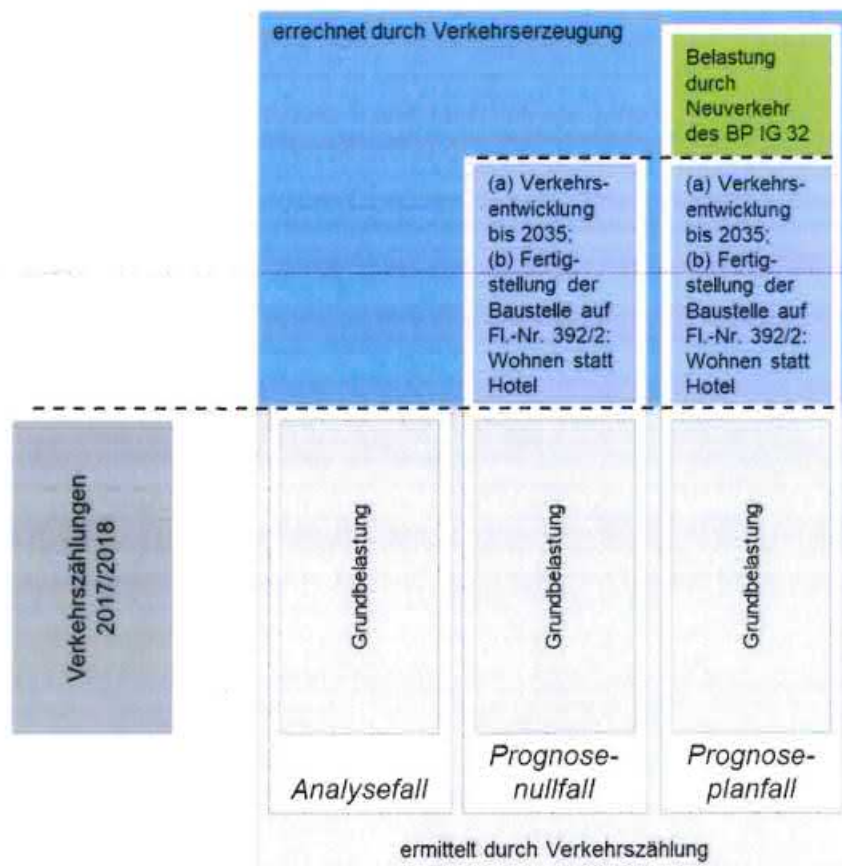 errechnet durch Verkehrserzeugung
Belastung
durch
Neuverkehr
des BP IG 32
(a) Verkehrs-
entwicklung
bis 2035;
(b) Fertig-
stellung der
Baustelle auf
Fl.-Nr. 392/2:
Wohnen statt
Hotel
(a) Verkehrs-
entwicklung
bis 2035;
(b) Fertig-
stellung der
Baustelle auf
Fl.-Nr. 392/2:
Wohnen statt
Hotel
Verkehrszählungen
2017/2018
Grundbelastung
Grundbelastung
Grundbelastung
Analysefall
Prognose-
nullfall
Prognose-
planfall
ermittelt durch Verkehrszählung